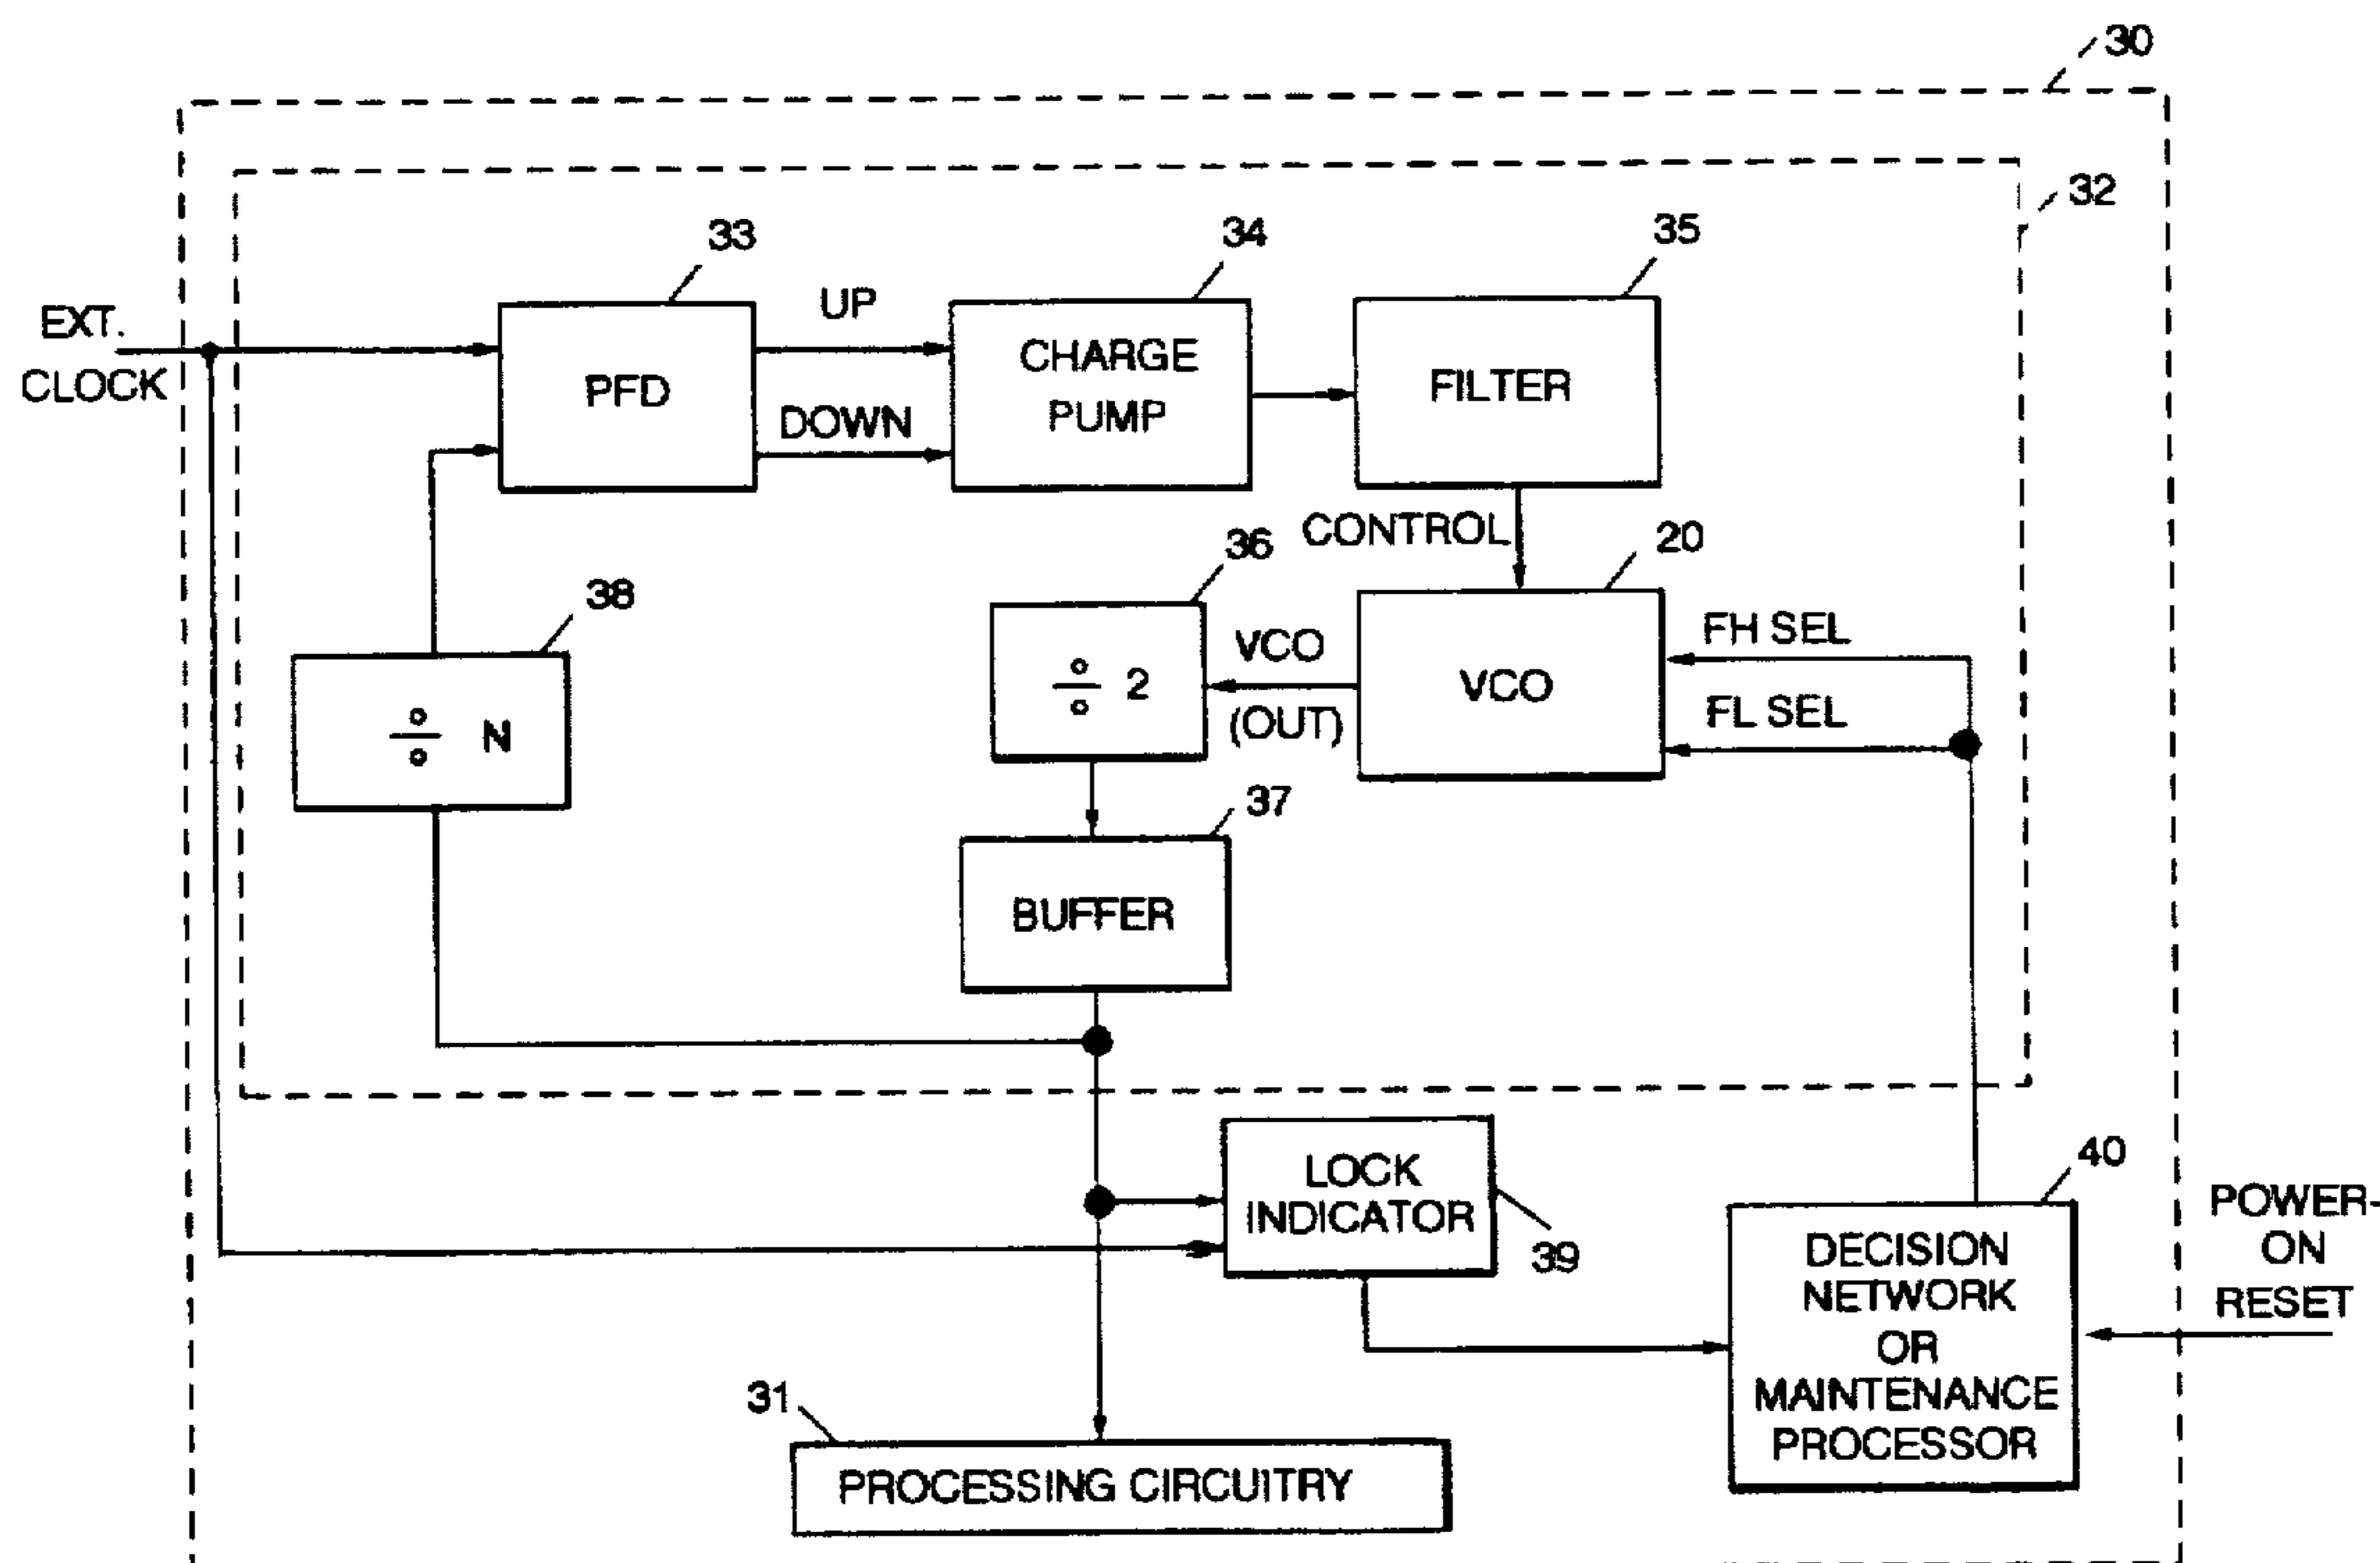 30
32
33
34
35
EXT.
CLOCK
UP
DOWN
PFD
CHARGE
PUMP
FILTER
CONTROL
36
20
38
÷ N
÷ 2
VCO
(OUT)
VCO
FH SEL
FL SEL
37
BUFFER
LOCK
INDICATOR
39
40
POWER-
ON
RESET
DECISION
NETWORK
OR
MAINTENANCE
PROCESSOR
31
PROCESSING CIRCUITRY